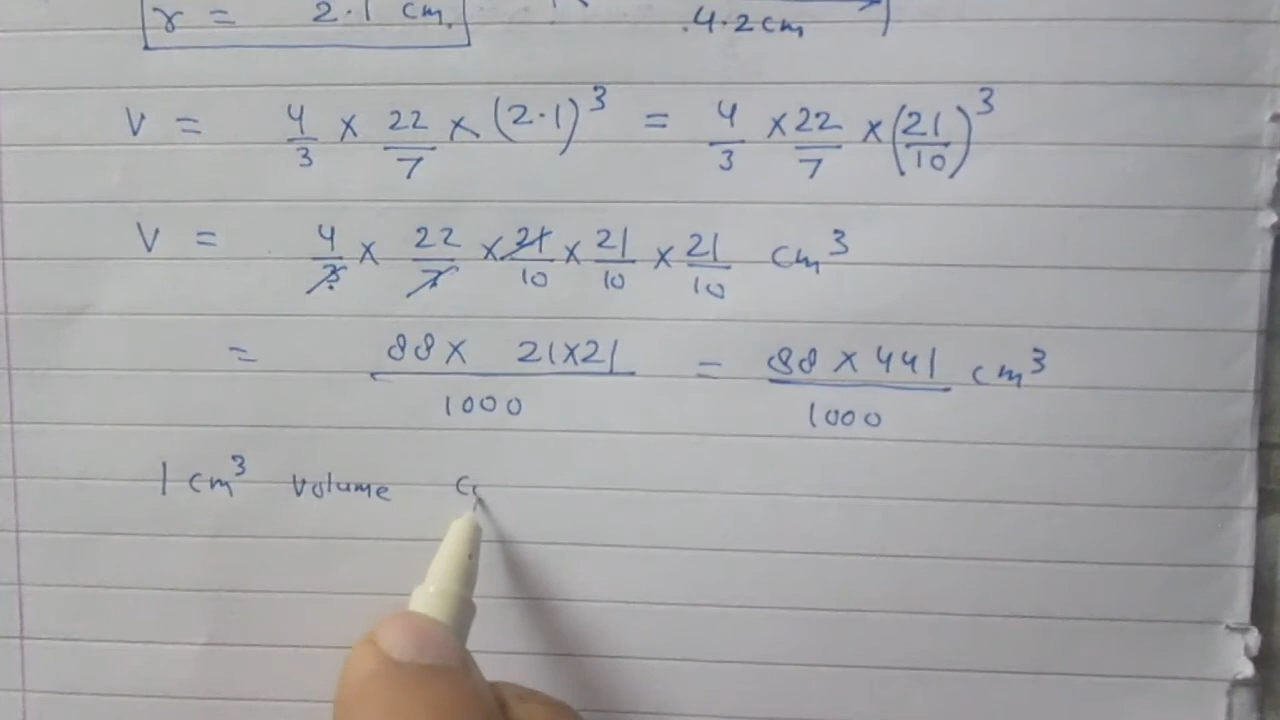 r = 2.1 cm.
.4.2cm
V = 4/3 × 22/7 × (2.1)³ = 4/3 × 22/7 × (21/10)³
V = 4/3 × 22/7 × 21/10 × 21/10 × 21/10 cm³
= 88 × 21×21/1000 = 88 × 441/1000 cm³
1 cm³ volume